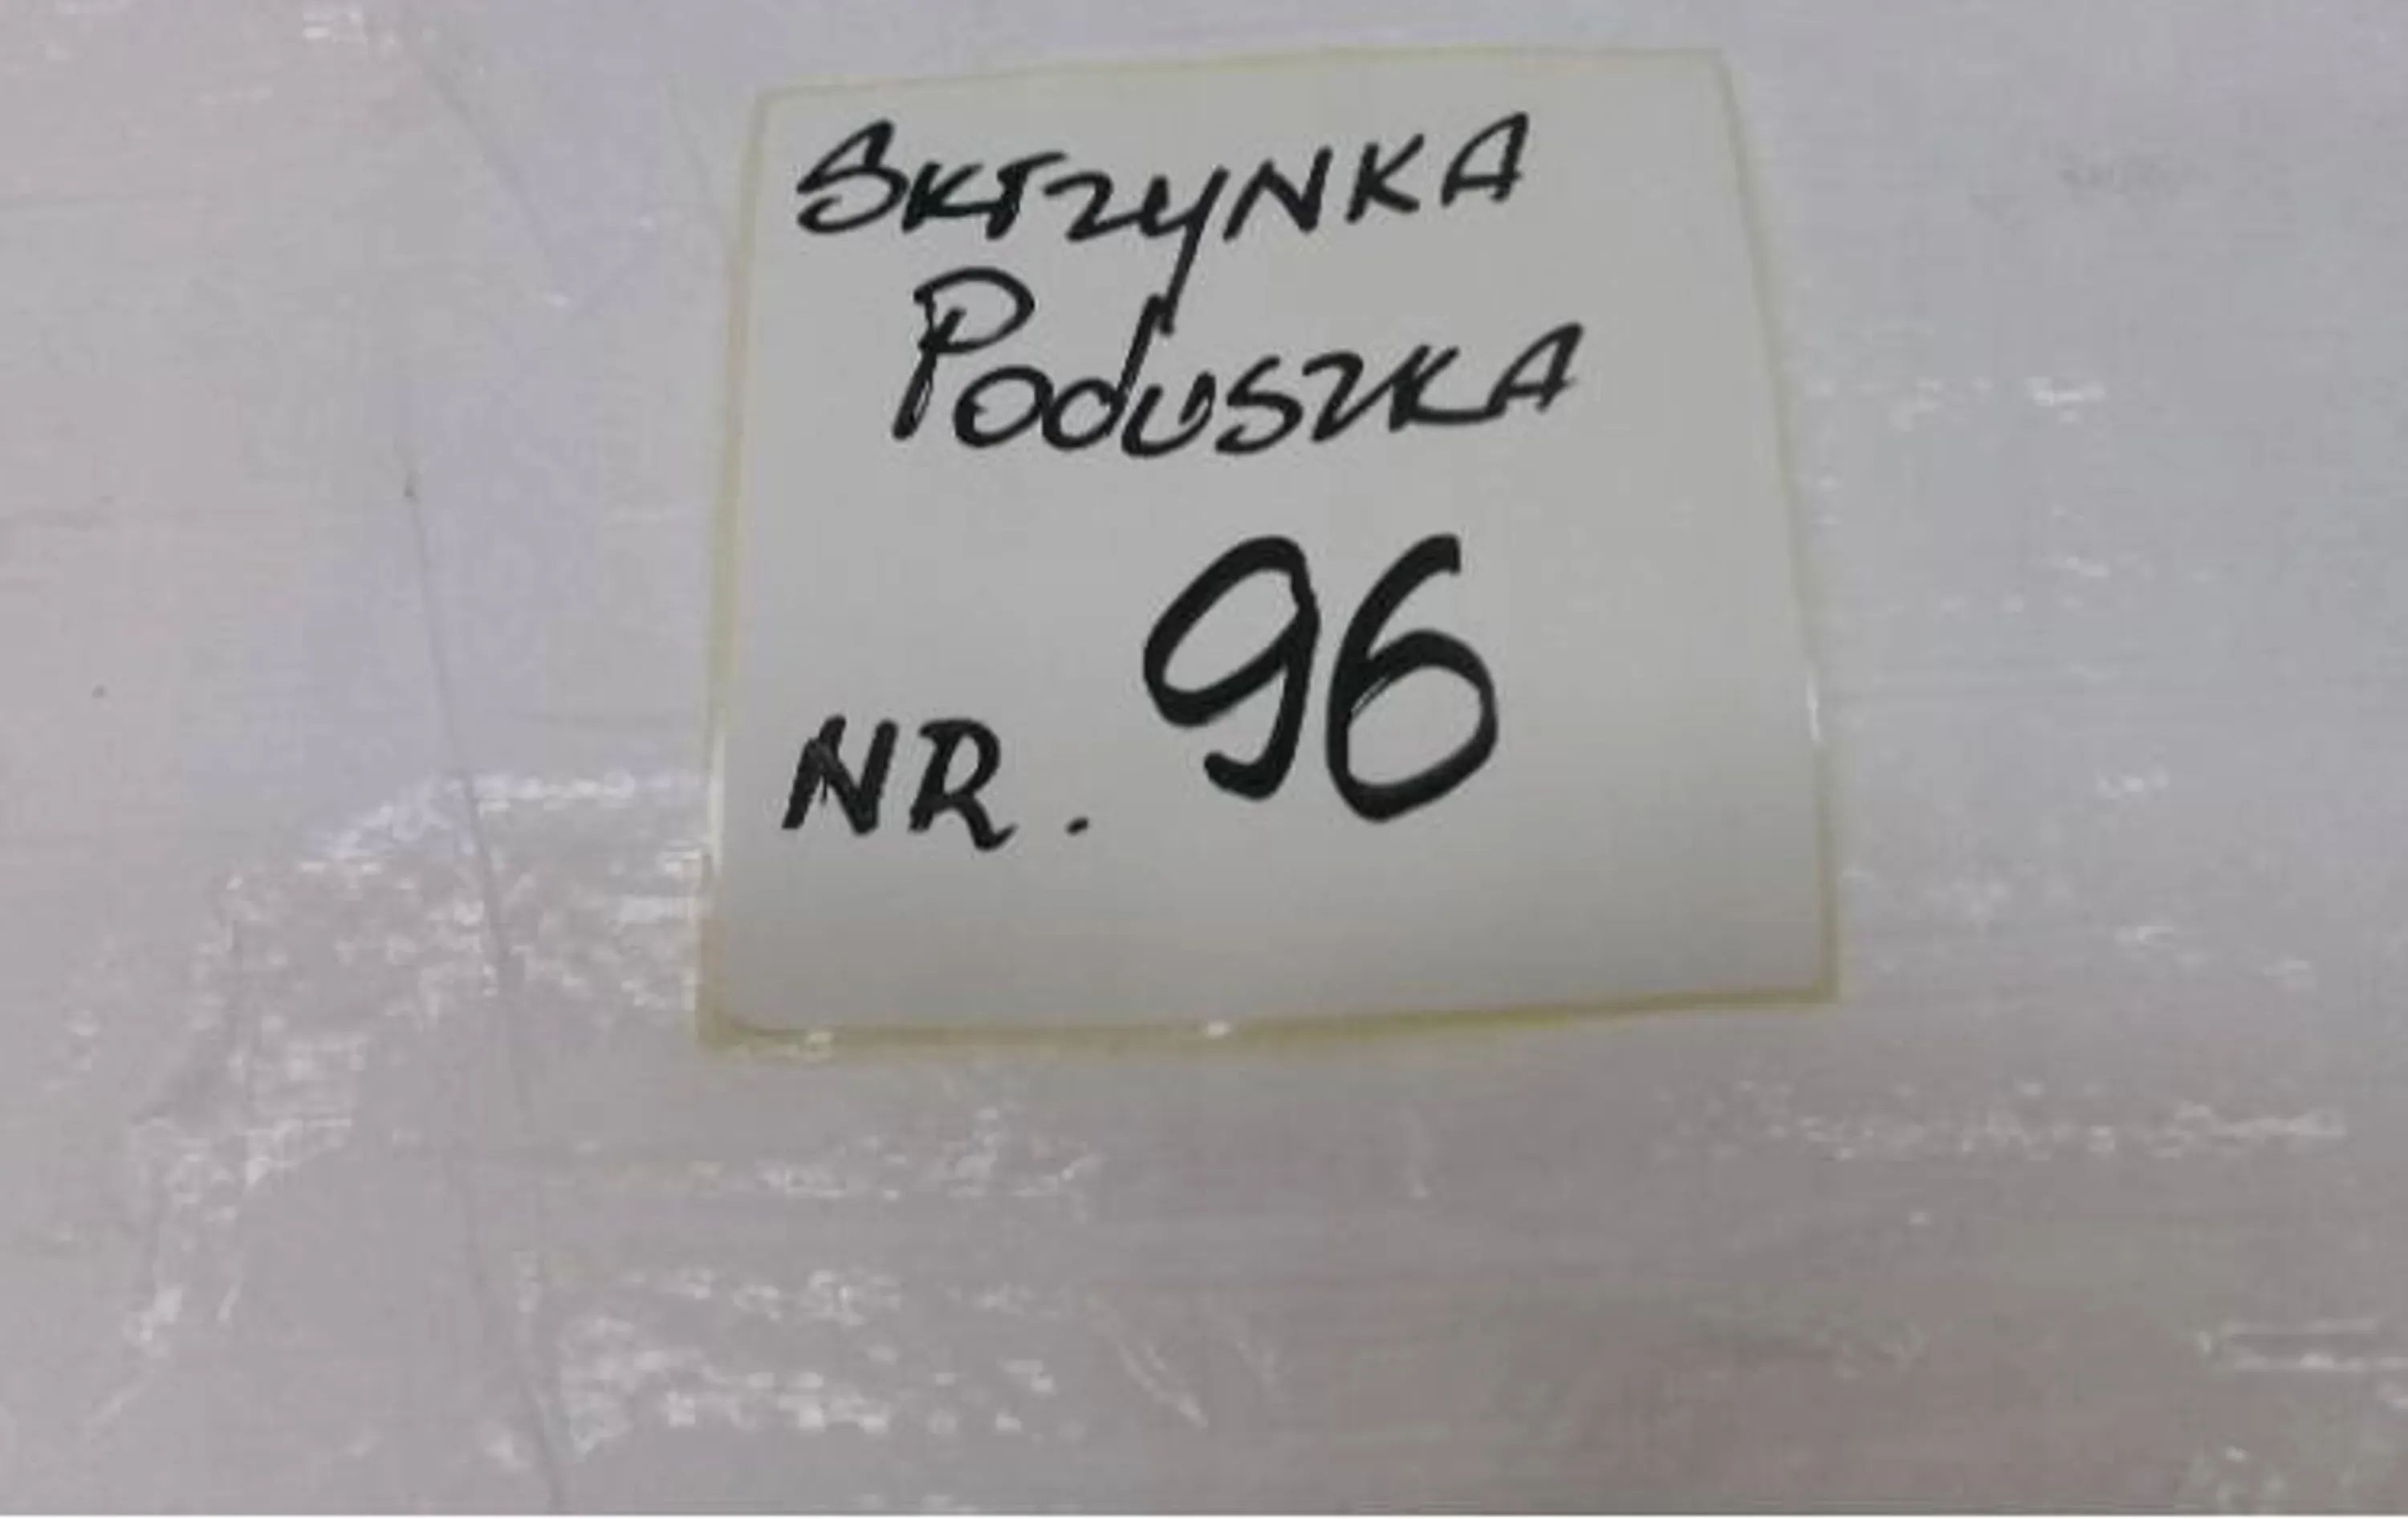 SKrZYNKA
PodUSZKA
NR. 96